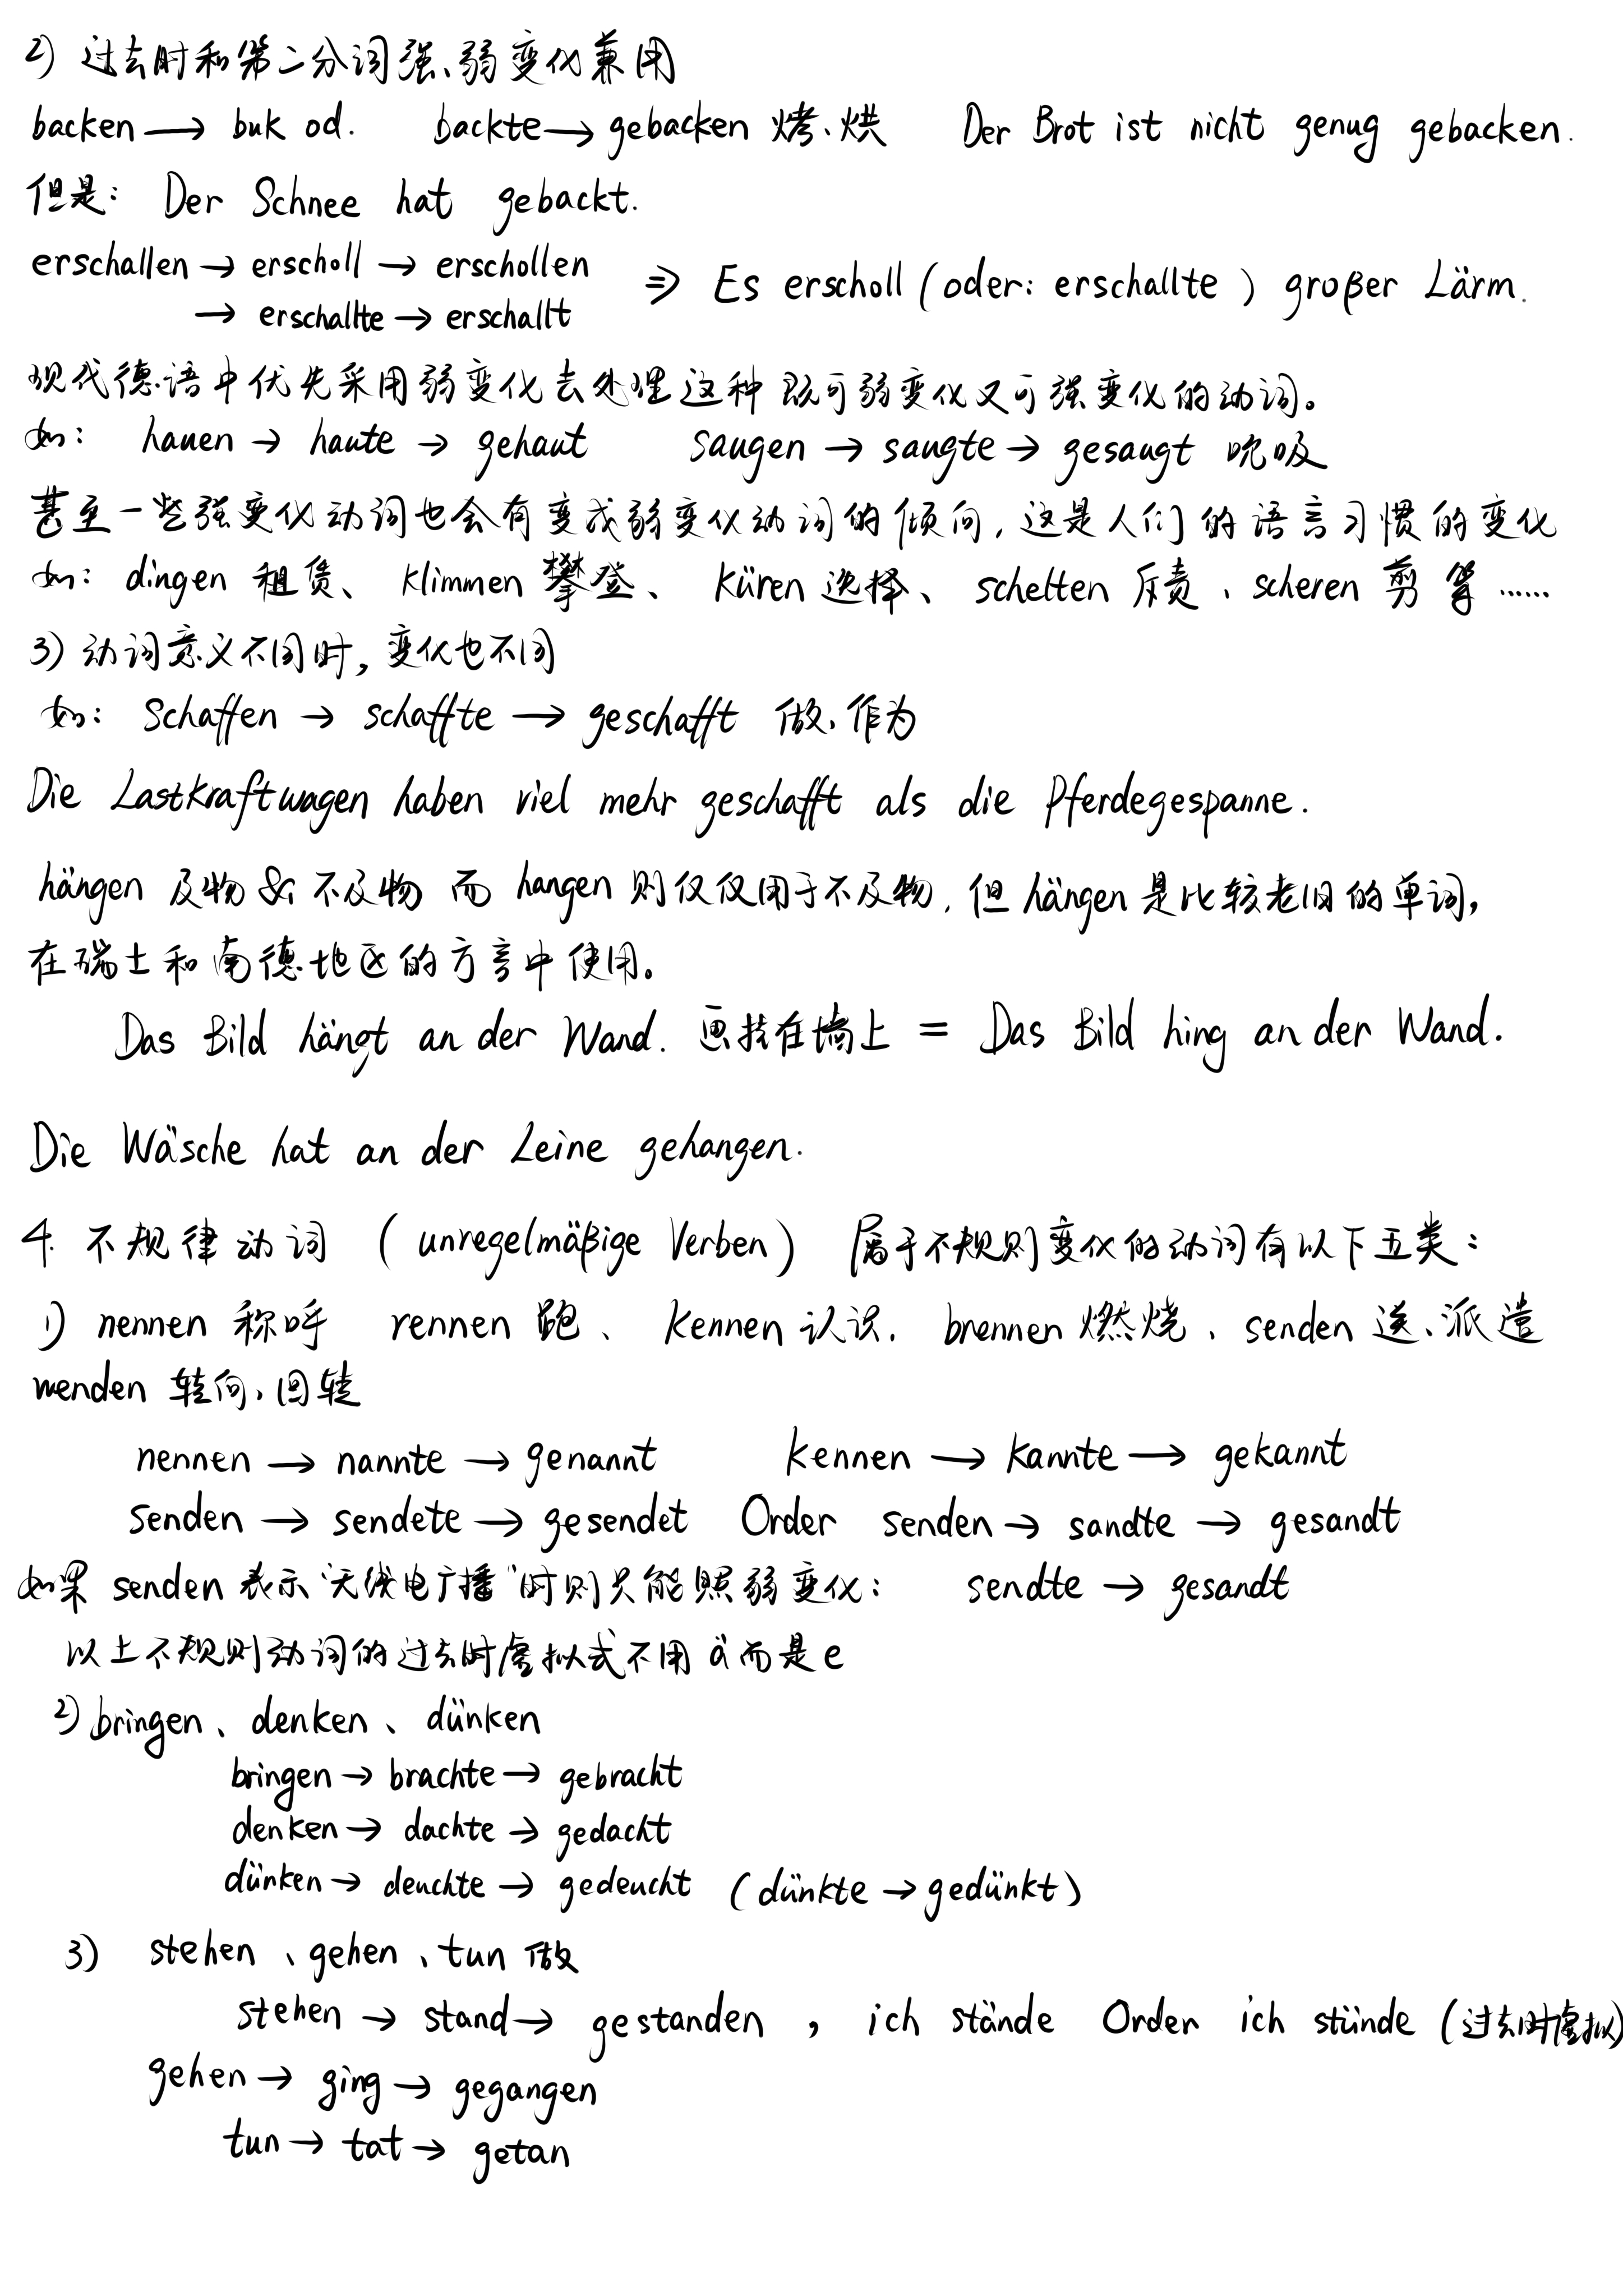 2) 过去时和第二分词强、弱变化兼用
backen → buk od. backte → gebacken 烤、烘 Der Brot ist nicht genug gebacken.
但是: Der Schnee hat gebackt.
erschallen → erscholl → erschollen
→ erschallte → erschallt ⇒ Es erscholl (oder: erschallte) großer Lärm.
现代德语中优先采用弱变化去处理这种既可弱变化又可强变化的动词。
如: hauen → haute → gehaut saugen → saugte → gesaugt 吮吸
甚至一些强变化动词也会有变成弱变化动词的倾向, 这是人们的语言习惯的变化
如: dingen 租赁、 klimmen 攀登、 küren 选择、 schelten 斥责、scheren 剪 等……
3) 动词意义不同时, 变化也不同
如: Schaffen → schaffte → geschafft 做、作为
Die Lastkraftwagen haben viel mehr geschafft als die Pferdegespanne.
hängen 及物 & 不及物 而 hangen 则仅仅用于不及物, 但 hängen 是比较老旧的单词,
在瑞士和南德地区的方言中使用。
Das Bild hängt an der Wand. 画挂在墙上 = Das Bild hing an der Wand.
Die Wäsche hat an der Leine gehangen.
4. 不规律动词 (unregelmäßige Verben) 属于不规则变化的动词有以下五类:
1) nennen 称呼 rennen 跑、 kennen 认识. brennen 燃烧、senden 送、派遣
wenden 转向、回转
nennen → nannte → genannt kennen → kannte → gekannt
senden → sendete → gesendet Order senden → sandte → gesandt
如果 senden 表示"无线电广播"时则只能照弱变化: sendte → gesandt
以上不规则动词的过去时虚拟式不用 ä 而是 e
2) bringen、denken、dünken
bringen → brachte → gebracht
denken → dachte → gedacht
dünken → deuchte → gedeucht (dünkte → gedünkt)
3) stehen、gehen、tun 做
stehen → stand → gestanden , ich stände Order ich stünde (过去时虚拟)
gehen → ging → gegangen
tun → tat → getan